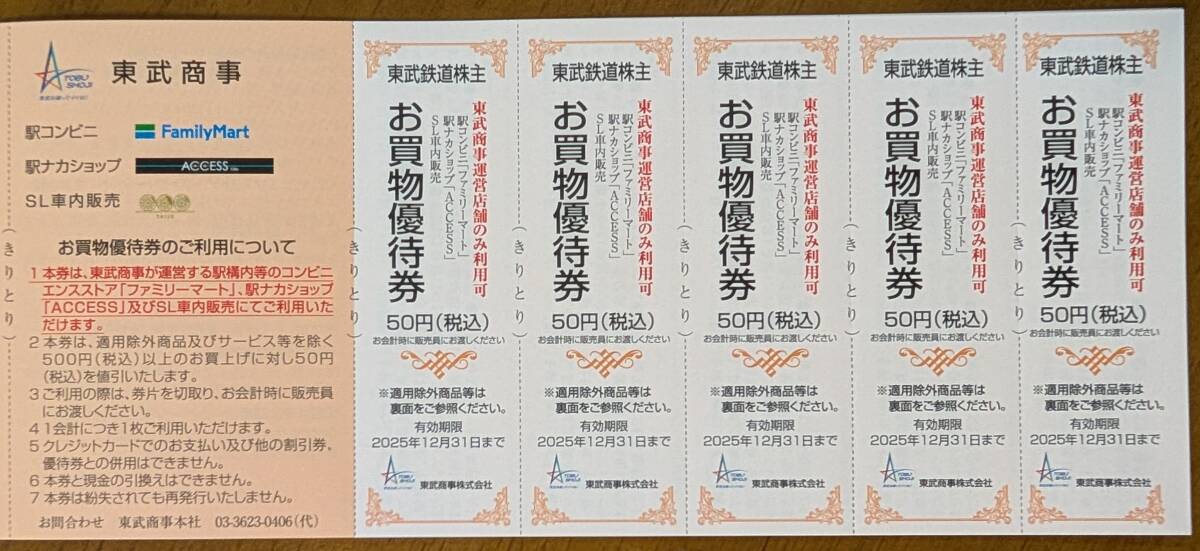 TOBU
SHOJI
東武商事
駅コンビニ FamilyMart
駅ナカショップ ACCESS
SL車内販売
お買物優待券のご利用について
1 本券は、東武商事が運営する駅構内等のコンビニ
エンスストア「ファミリーマート」、駅ナカショップ
「ACCESS」及びSL車内販売にてご利用いた
だけます。
2 本券は、適用除外商品及びサービス等を除く
500円(税込)以上のお買上げに対し50円
(税込)を値引いたします。
3 ご利用の際は、券片を切取り、お会計時に販売員
にお渡しください。
4 1会計につき1枚ご利用いただけます。
5 クレジットカードでのお支払い及び他の割引券、
優待券との併用はできません。
6 本券と現金の引換えはできません。
7 本券は紛失されても再発行いたしません。
お問合わせ 東武商事本社 03-3623-0406(代)
(きりとり)
(きりとり)
東武鉄道株主
東武商事運営店舗のみ利用可
駅コンビニ「ファミリーマート」
駅ナカショップ「ACCESS」
SL車内販売
お買物優待券
50円(税込)
お会計時に販売員にお渡しください
※適用除外商品等は
裏面をご参照ください。
有効期限
2025年12月31日まで
TOBU
SHOJI
東武商事株式会社
(きりとり)
東武鉄道株主
東武商事運営店舗のみ利用可
駅コンビニ「ファミリーマート」
駅ナカショップ「ACCESS」
SL車内販売
お買物優待券
50円(税込)
お会計時に販売員にお渡しください
※適用除外商品等は
裏面をご参照ください。
有効期限
2025年12月31日まで
TOBU
SHOJI
東武商事株式会社
(きりとり)
東武鉄道株主
東武商事運営店舗のみ利用可
駅コンビニ「ファミリーマート」
駅ナカショップ「ACCESS」
SL車内販売
お買物優待券
50円(税込)
お会計時に販売員にお渡しください
※適用除外商品等は
裏面をご参照ください。
有効期限
2025年12月31日まで
TOBU
SHOJI
東武商事株式会社
(きりとり)
東武鉄道株主
東武商事運営店舗のみ利用可
駅コンビニ「ファミリーマート」
駅ナカショップ「ACCESS」
SL車内販売
お買物優待券
50円(税込)
お会計時に販売員にお渡しください
※適用除外商品等は
裏面をご参照ください。
有効期限
2025年12月31日まで
TOBU
SHOJI
東武商事株式会社
(きりとり)
東武鉄道株主
東武商事運営店舗のみ利用可
駅コンビニ「ファミリーマート」
駅ナカショップ「ACCESS」
SL車内販売
お買物優待券
50円(税込)
お会計時に販売員にお渡しください
※適用除外商品等は
裏面をご参照ください。
有効期限
2025年12月31日まで
TOBU
SHOJI
東武商事株式会社